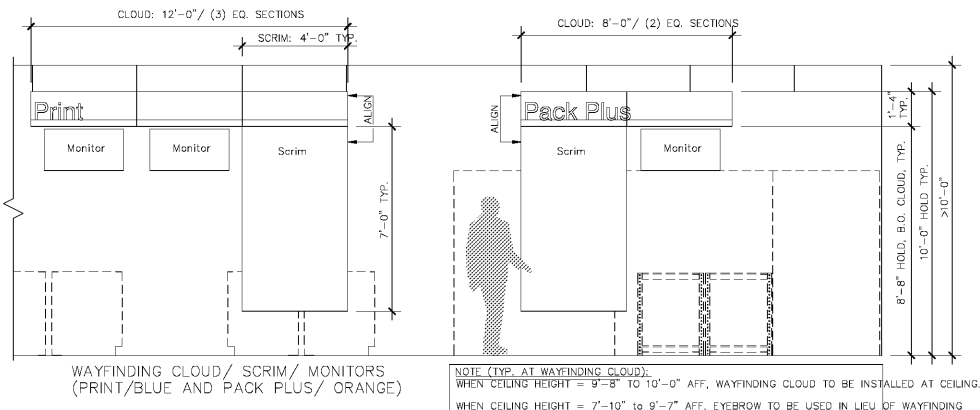 CLOUD: 12'-0"/ (3) EQ. SECTIONS
SCRIM: 4'-0" TYP.
CLOUD: 8'-0"/ (2) EQ. SECTIONS
Print
ALIGN
Monitor
Monitor
Scrim
7'-0" TYP.
ALIGN
Pack Plus
Scrim
Monitor
1'-4"
TYP.
8'-8" HOLD, B.O. CLOUD, TYP.
10'-0" HOLD TYP.
>10'-0"
WAYFINDING CLOUD/ SCRIM/ MONITORS
(PRINT/BLUE AND PACK PLUS/ ORANGE)
NOTE (TYP. AT WAYFINDING CLOUD):
WHEN CEILING HEIGHT = 9'-8" TO 10'-0" AFF, WAYFINDING CLOUD TO BE INSTALLED AT CEILING.
WHEN CEILING HEIGHT = 7'-10" to 9'-7" AFF, EYEBROW TO BE USED IN LIEU OF WAYFINDING